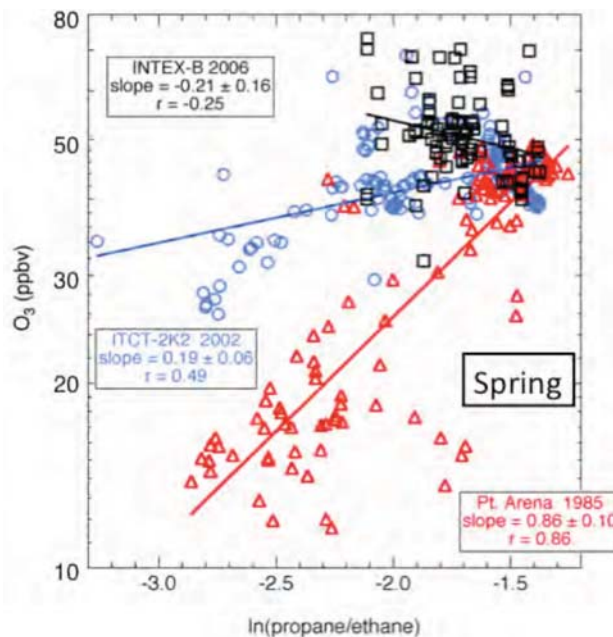 80
INTEX-B 2006
slope = -0.21 ± 0.16
r = -0.25
50
O3 (ppbv)
30
ITCT-2K2 2002
slope = 0.19 ± 0.06
r = 0.49
20
Spring
Pt. Arena 1985
slope = 0.86 ± 0.10
r = 0.86
10
-3.0 -2.5 -2.0 -1.5
ln(propane/ethane)